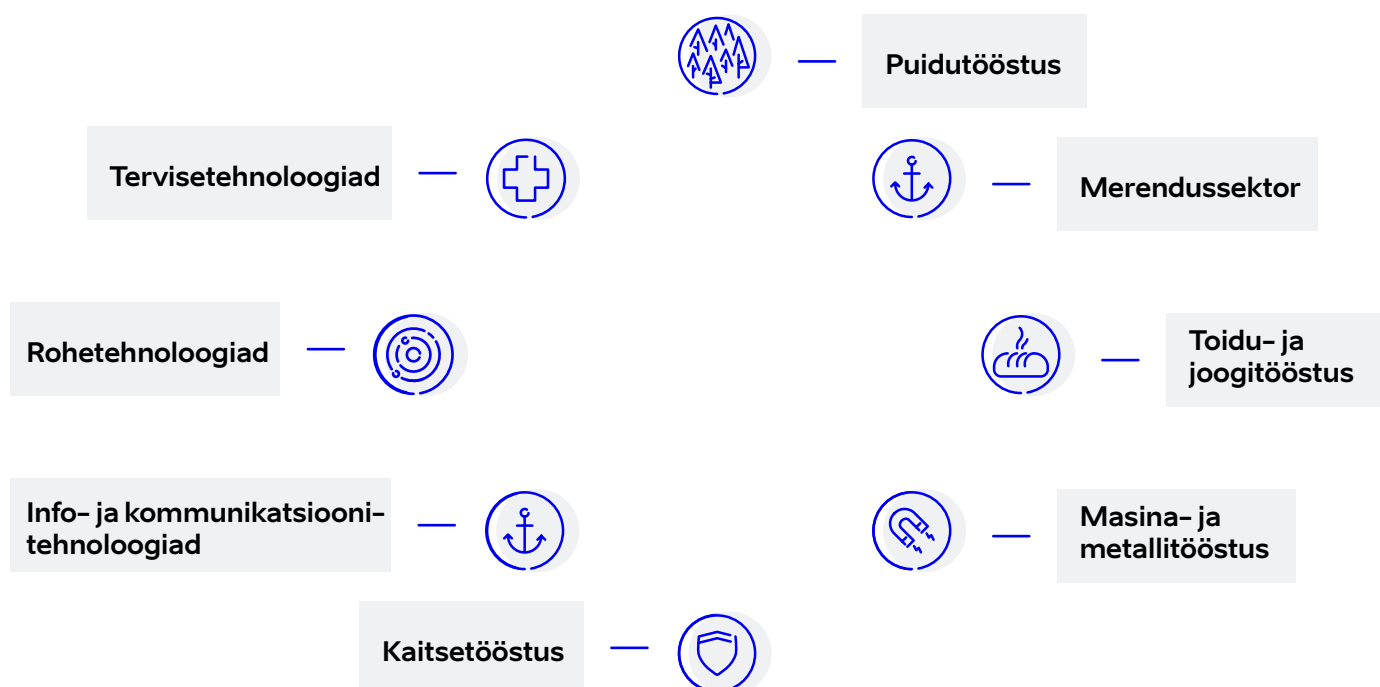 Puidutööstus
Tervisetehnoloogiad
Merendussektor
Rohetehnoloogiad
Toidu- ja
joogitööstus
Info- ja kommunikatsiooni-
tehnoloogiad
Masina- ja
metallitööstus
Kaitsetööstus